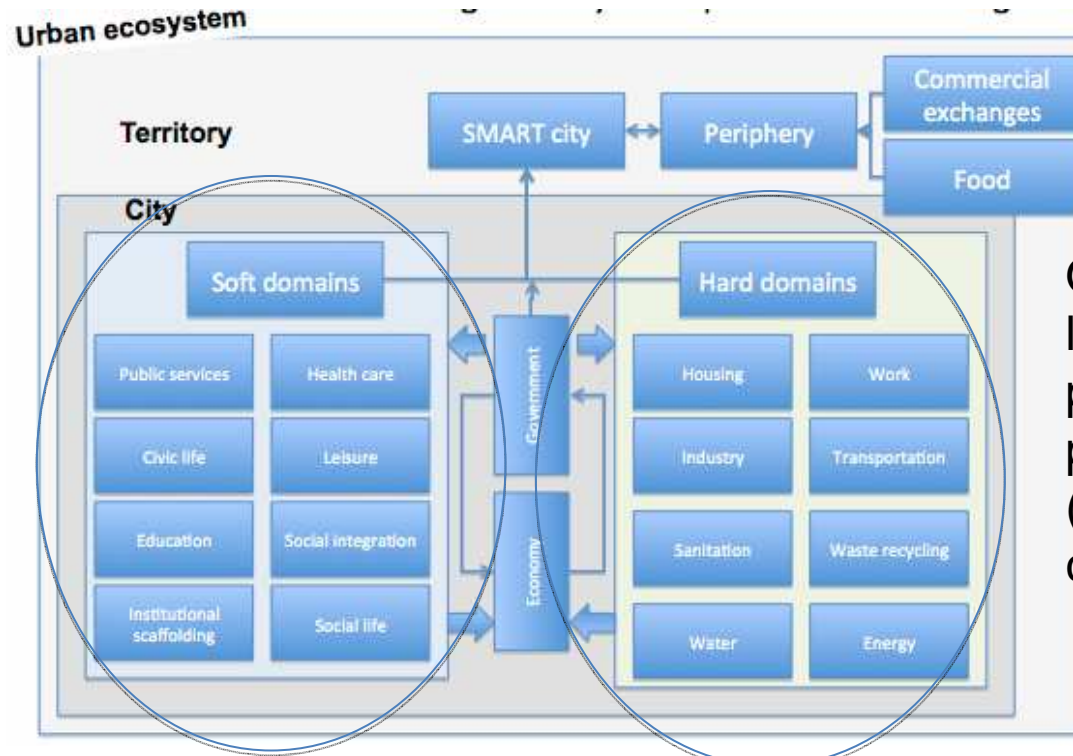 Urban ecosystem
Commercial
exchanges
Territory
SMART city
Periphery
Food
City
Soft domains
Hard domains
Public services
Health care
Government
Housing
Work
Civic life
Leisure
Industry
Transportation
Education
Social integration
Economy
Sanitation
Waste recycling
Institutional
scaffolding
Social life
Water
Energy